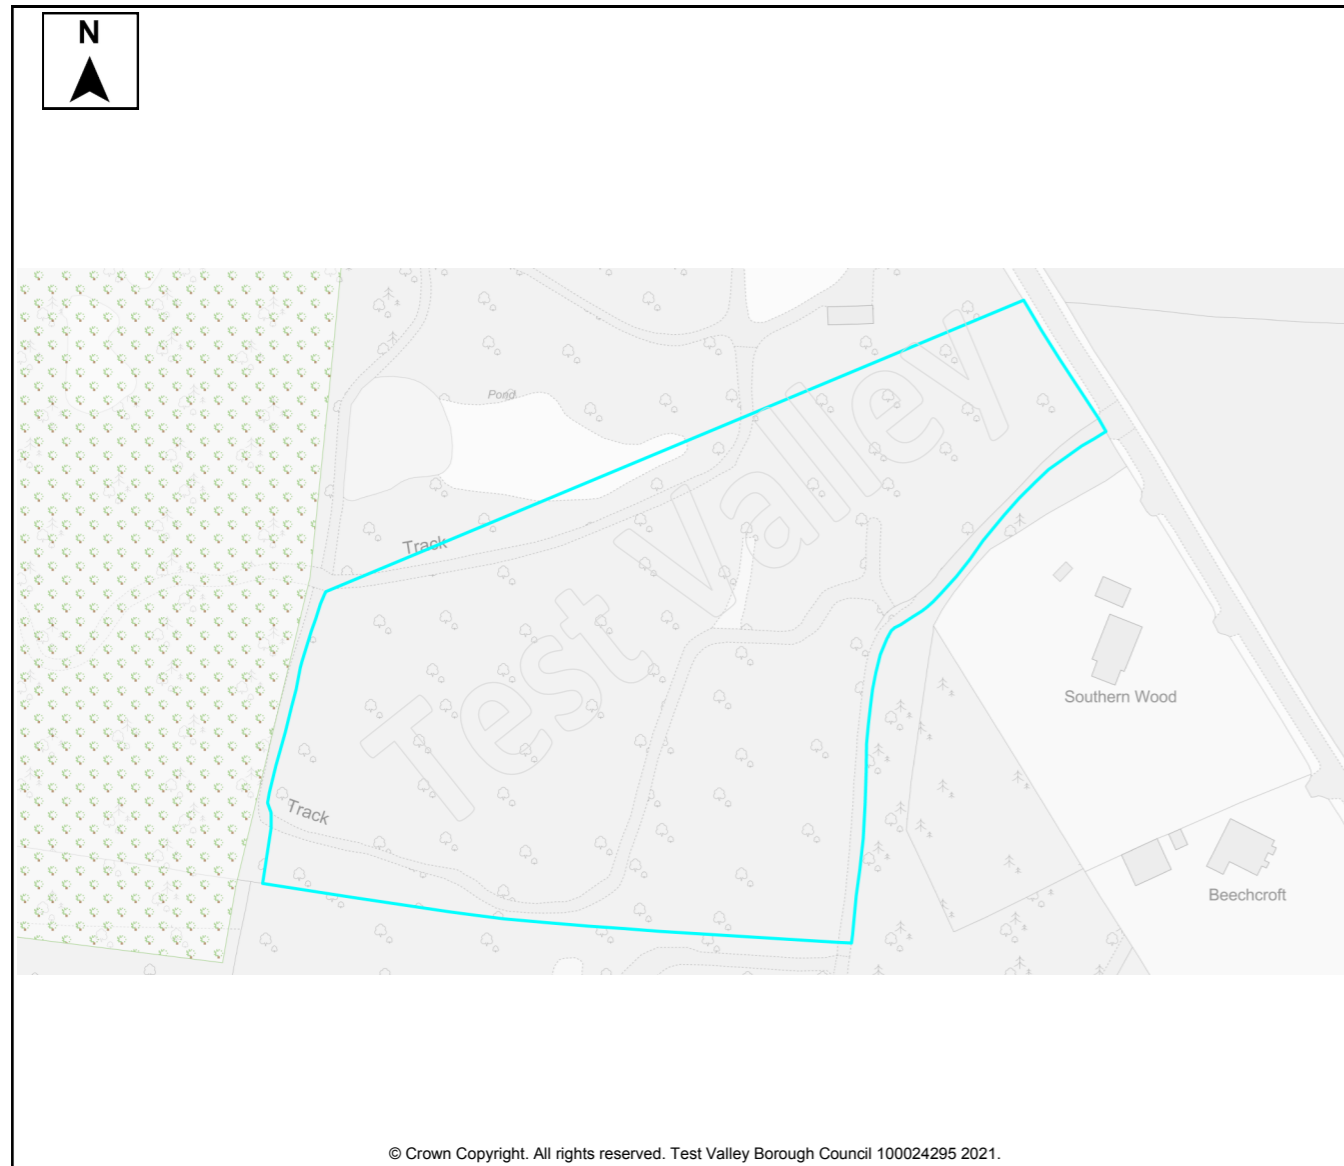 N
Pond
Track
Test Valley
Southern Wood
Track
Beechcroft
© Crown Copyright. All rights reserved. Test Valley Borough Council 100024295 2021.